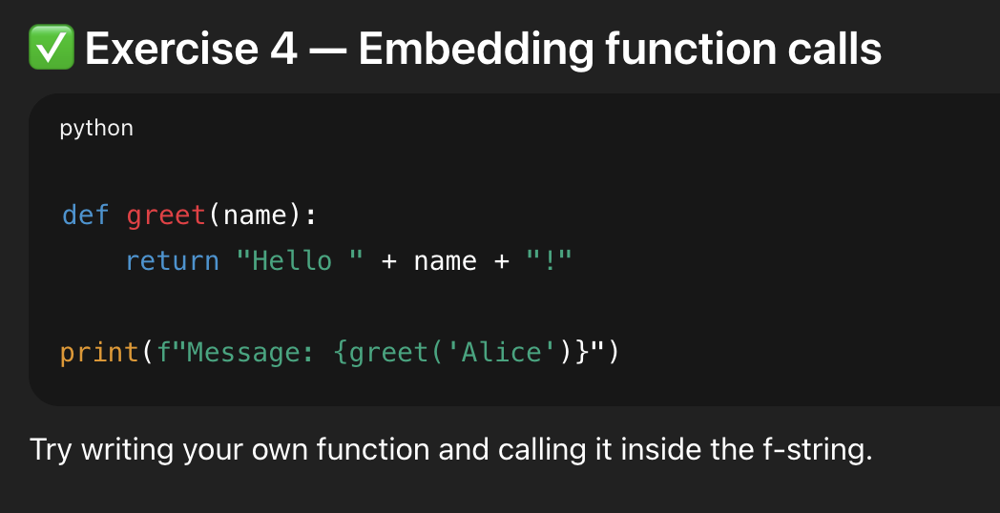 ✅ Exercise 4 — Embedding function calls
python
def greet(name):
    return "Hello " + name + "!"
print(f"Message: {greet('Alice')}")
Try writing your own function and calling it inside the f-string.